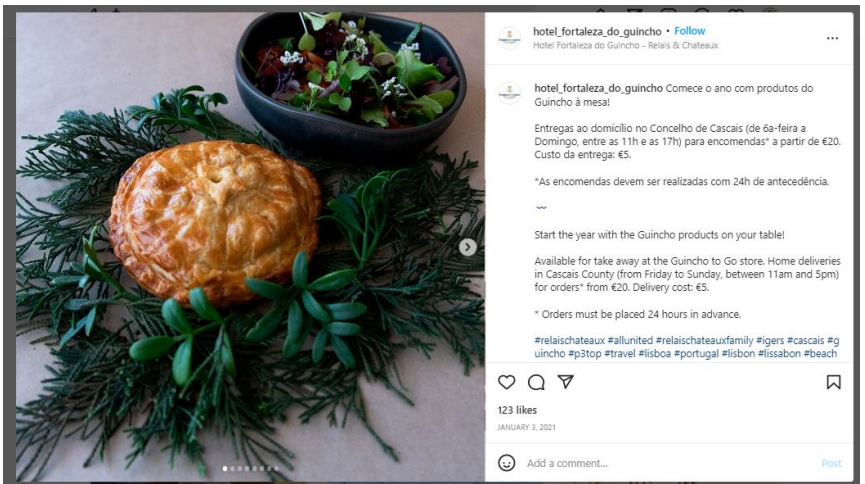 hotel_fortaleza_do_guincho • Follow
Hotel Fortaleza do Guincho - Relais & Chateaux
hotel_fortaleza_do_guincho Comece o ano com produtos do
Guincho à mesa!
Entregas ao domicílio no Concelho de Cascais (de 6a-feira a
Domingo, entre as 11h e as 17h) para encomendas* a partir de €20.
Custo da entrega: €5.
*As encomendas devem ser realizadas com 24h de antecedência.
Start the year with the Guincho products on your table!
Available for take away at the Guincho to Go store. Home deliveries
in Cascais County (from Friday to Sunday, between 11am and 5pm)
for orders* from €20. Delivery cost: €5.
* Orders must be placed 24 hours in advance.
#relaischateaux #allunited #relaischateauxfamily #igers #cascais #g
uincho #p3top #travel #lisboa #portugal #lisbon #lissabon #beach
123 likes
JANUARY 3, 2021
Add a comment...
Post